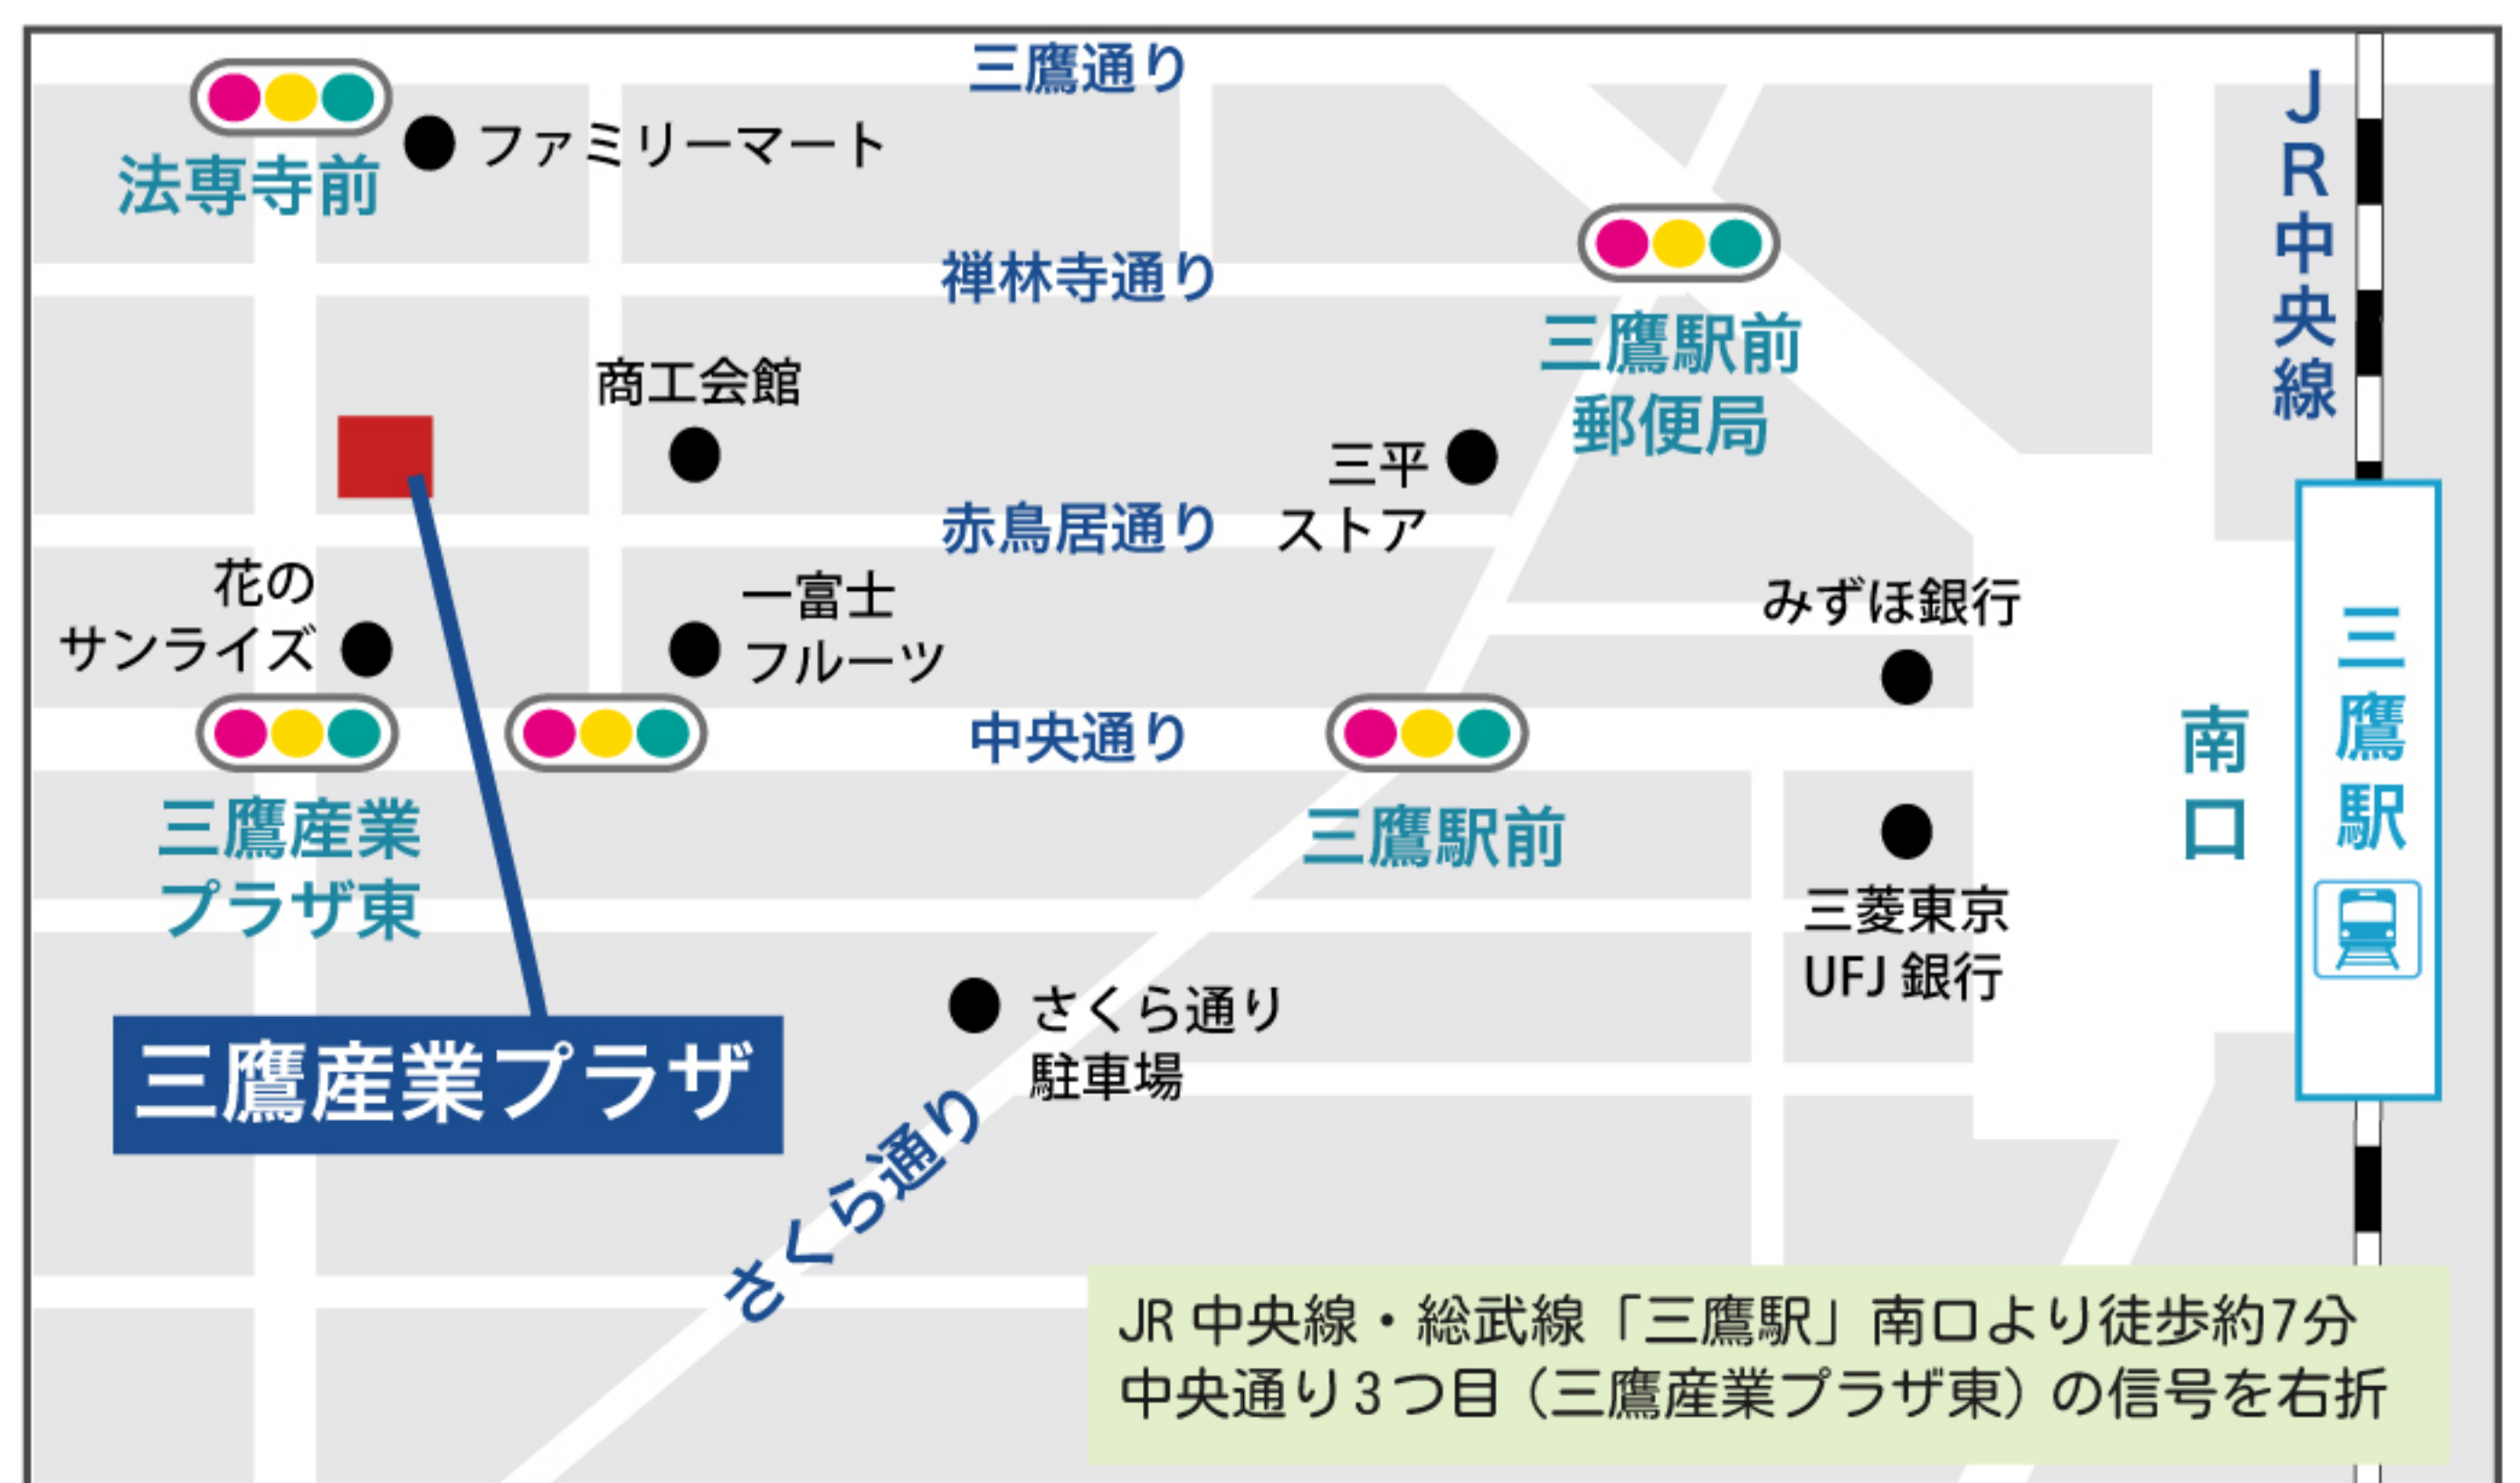 三鷹通り
ファミリーマート
法専寺前
JR中央線
禅林寺通り
三鷹駅前
郵便局
商工会館
三平
ストア
赤鳥居通り
花の
サンライズ
一富士
フルーツ
みずほ銀行
三鷹駅
南口
中央通り
三鷹産業
プラザ東
三鷹駅前
三菱東京
UFJ 銀行
さくら通り
駐車場
三鷹産業プラザ
さくら通り
JR 中央線・総武線「三鷹駅」南口より徒歩約7分
中央通り3つ目(三鷹産業プラザ東)の信号を右折